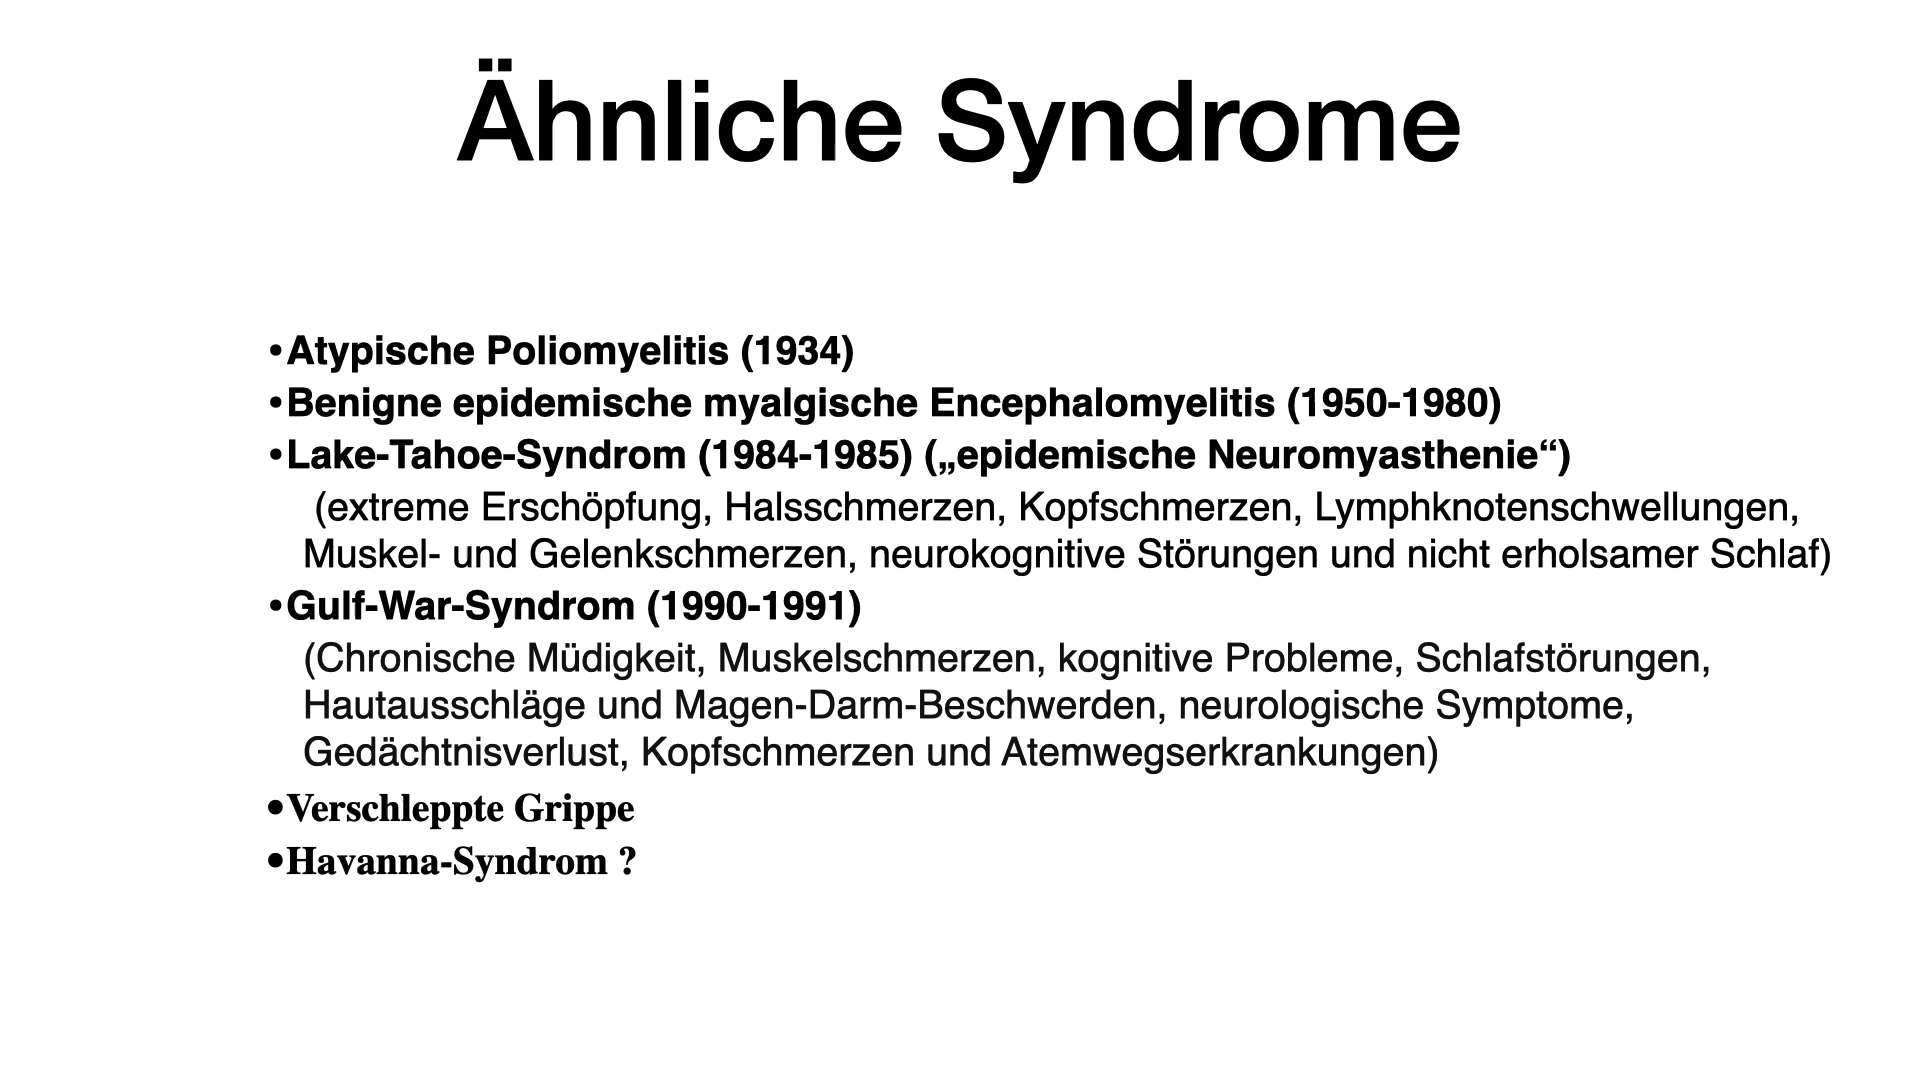 Ähnliche Syndrome
•Atypische Poliomyelitis (1934)
•Benigne epidemische myalgische Encephalomyelitis (1950-1980)
•Lake-Tahoe-Syndrom (1984-1985) („epidemische Neuromyasthenie“)
(extreme Erschöpfung, Halsschmerzen, Kopfschmerzen, Lymphknotenschwellungen,
Muskel- und Gelenkschmerzen, neurokognitive Störungen und nicht erholsamer Schlaf)
•Gulf-War-Syndrom (1990-1991)
(Chronische Müdigkeit, Muskelschmerzen, kognitive Probleme, Schlafstörungen,
Hautausschläge und Magen-Darm-Beschwerden, neurologische Symptome,
Gedächtnisverlust, Kopfschmerzen und Atemwegserkrankungen)
•Verschleppte Grippe
•Havanna-Syndrom ?